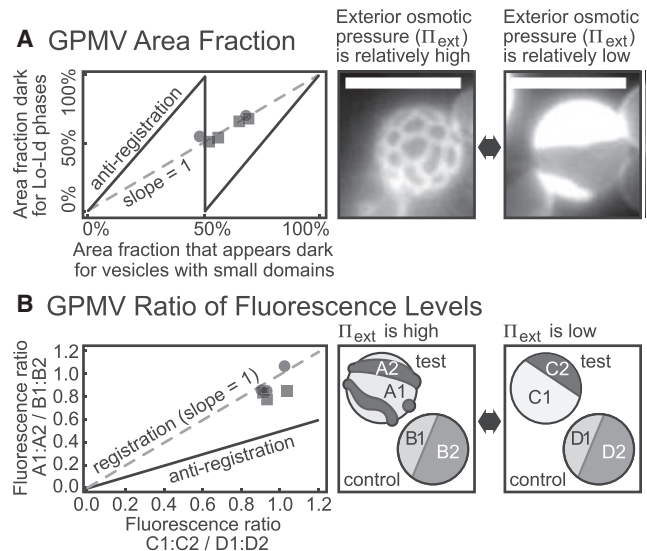 A GPMV Area Fraction
Area fraction dark
for Lo-Ld phases
100%
50%
0%
anti-registration
slope = 1
0%
50%
100%
Area fraction that appears dark
for vesicles with small domains
Exterior osmotic
pressure (Πext)
is relatively high
Exterior osmotic
pressure (Πext)
is relatively low
B GPMV Ratio of Fluorescence Levels
Fluorescence ratio
A1:A2 / B1:B2
1.2
1.0
0.8
0.6
0.4
0.2
0.0
registration (slope = 1)
anti-registration
0.0 0.2 0.4 0.6 0.8 1.0 1.2
Fluorescence ratio
C1:C2 / D1:D2
Πext is high
A2
test
A1
B1
B2
control
Πext is low
C2
test
C1
D1
D2
control